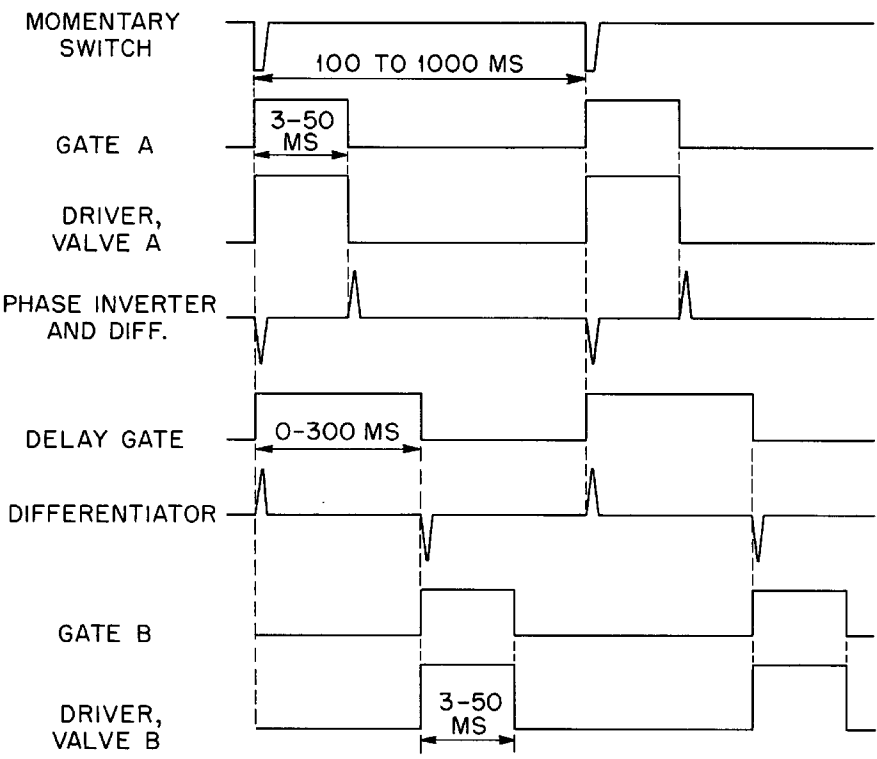 MOMENTARY
SWITCH
100 TO 1000 MS
3-50
MS
GATE A
DRIVER,
VALVE A
PHASE INVERTER
AND DIFF.
0-300 MS
DELAY GATE
DIFFERENTIATOR
GATE B
3-50
MS
DRIVER,
VALVE B